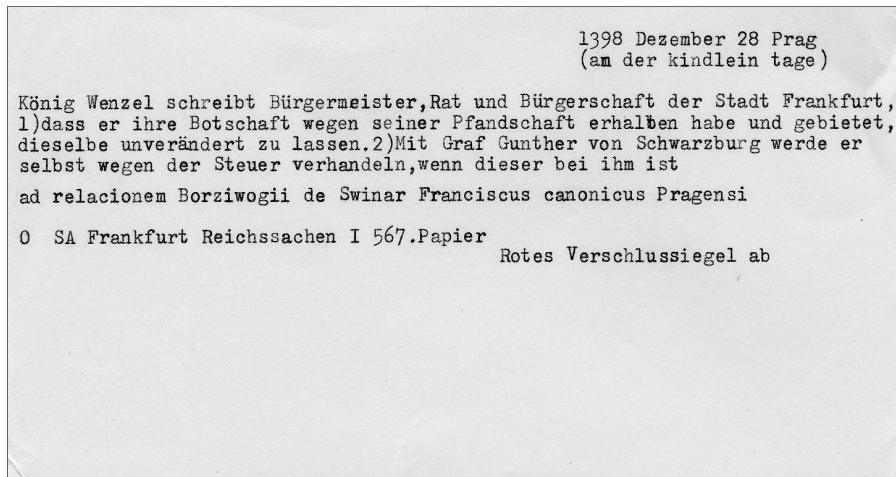 1398 Dezember 28 Prag
(am der kindlein tage)
König Wenzel schreibt Bürgermeister,Rat und Bürgerschaft der Stadt Frankfurt,
1)dass er ihre Botschaft wegen seiner Pfandschaft erhalten habe und gebietet,
dieselbe unverändert zu lassen.2)Mit Graf Gunther von Schwarzburg werde er
selbst wegen der Steuer verhandeln,wenn dieser bei ihm ist
ad relacionem Borziwogii de Swinar Franciscus canonicus Pragensi
O SA Frankfurt Reichssachen I 567.Papier
Rotes Verschlussiegel ab